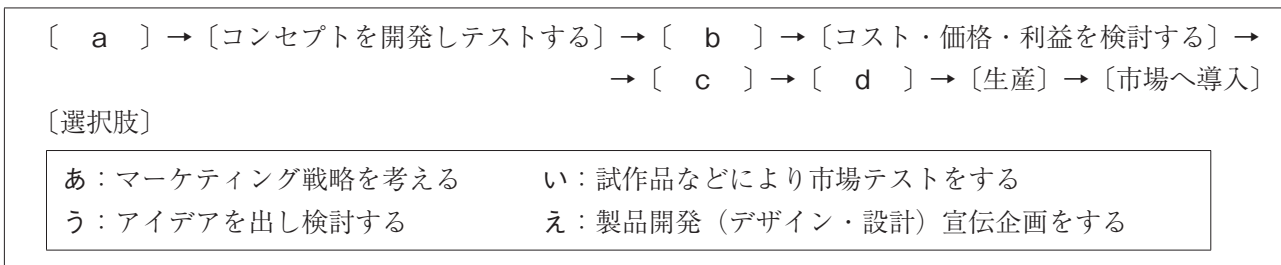 〔　a　〕→〔コンセプトを開発しテストする〕→〔　b　〕→〔コスト・価格・利益を検討する〕→
→〔　c　〕→〔　d　〕→〔生産〕→〔市場へ導入〕
〔選択肢〕
あ：マーケティング戦略を考える　　い：試作品などにより市場テストをする
う：アイデアを出し検討する　　え：製品開発（デザイン・設計）宣伝企画をする